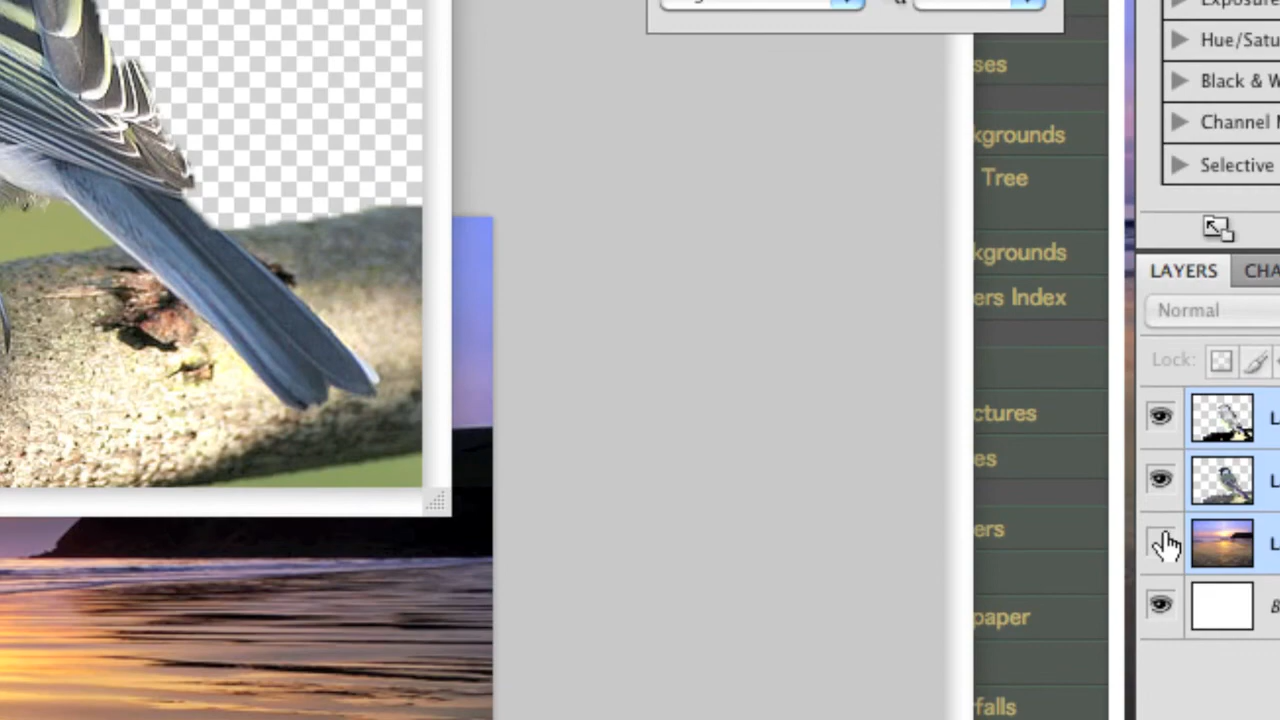 ses
kgrounds
Tree
kgrounds
ers Index
ctures
es
ers
paper
falls
Exposure
Hue/Satu
Black & W
Channel M
Selective
LAYERS
CHA
Normal
Lock:
L
L
L
B